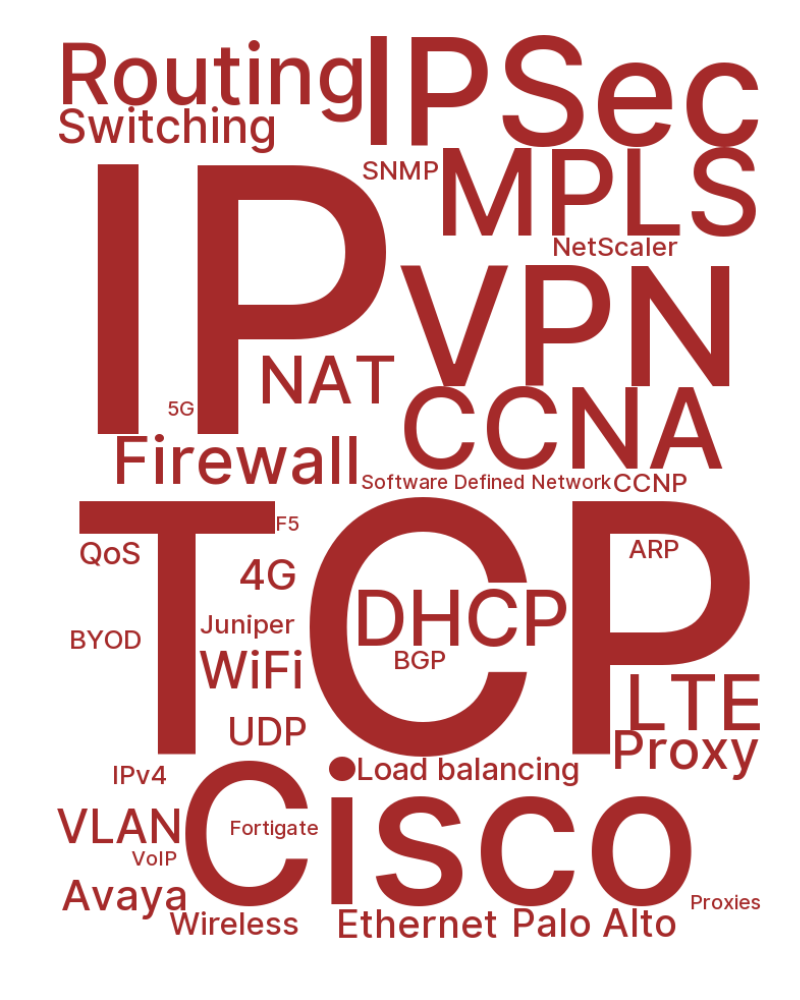 Routing
IPSec
Switching
SNMP
MPLS
IP
NetScaler
VPN
NAT
5G
CCNA
Firewall
Software Defined Network
CCNP
TCP
F5
QoS
ARP
4G
DHCP
Juniper
BYOD
WiFi
BGP
LTE
UDP
Proxy
Load balancing
IPv4
Cisco
VLAN
Fortigate
VoIP
Avaya
Proxies
Wireless
Ethernet
Palo Alto